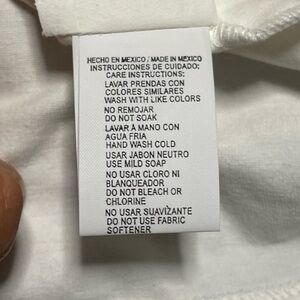 HECHO EN MEXICO / MADE IN MEXICO
INSTRUCCIONES DE CUIDADO:
CARE INSTRUCTIONS:
LAVAR PRENDAS CON
COLORES SIMILARES
WASH WITH LIKE COLORS
NO REMOJAR
DO NOT SOAK
LAVAR A MANO CON
AGUA FRIA
HAND WASH COLD
USAR JABON NEUTRO
USE MILD SOAP
NO USAR CLORO NI
BLANQUEADOR
DO NOT BLEACH OR
CHLORINE
NO USAR SUAVIZANTE
DO NOT USE FABRIC
SOFTENER